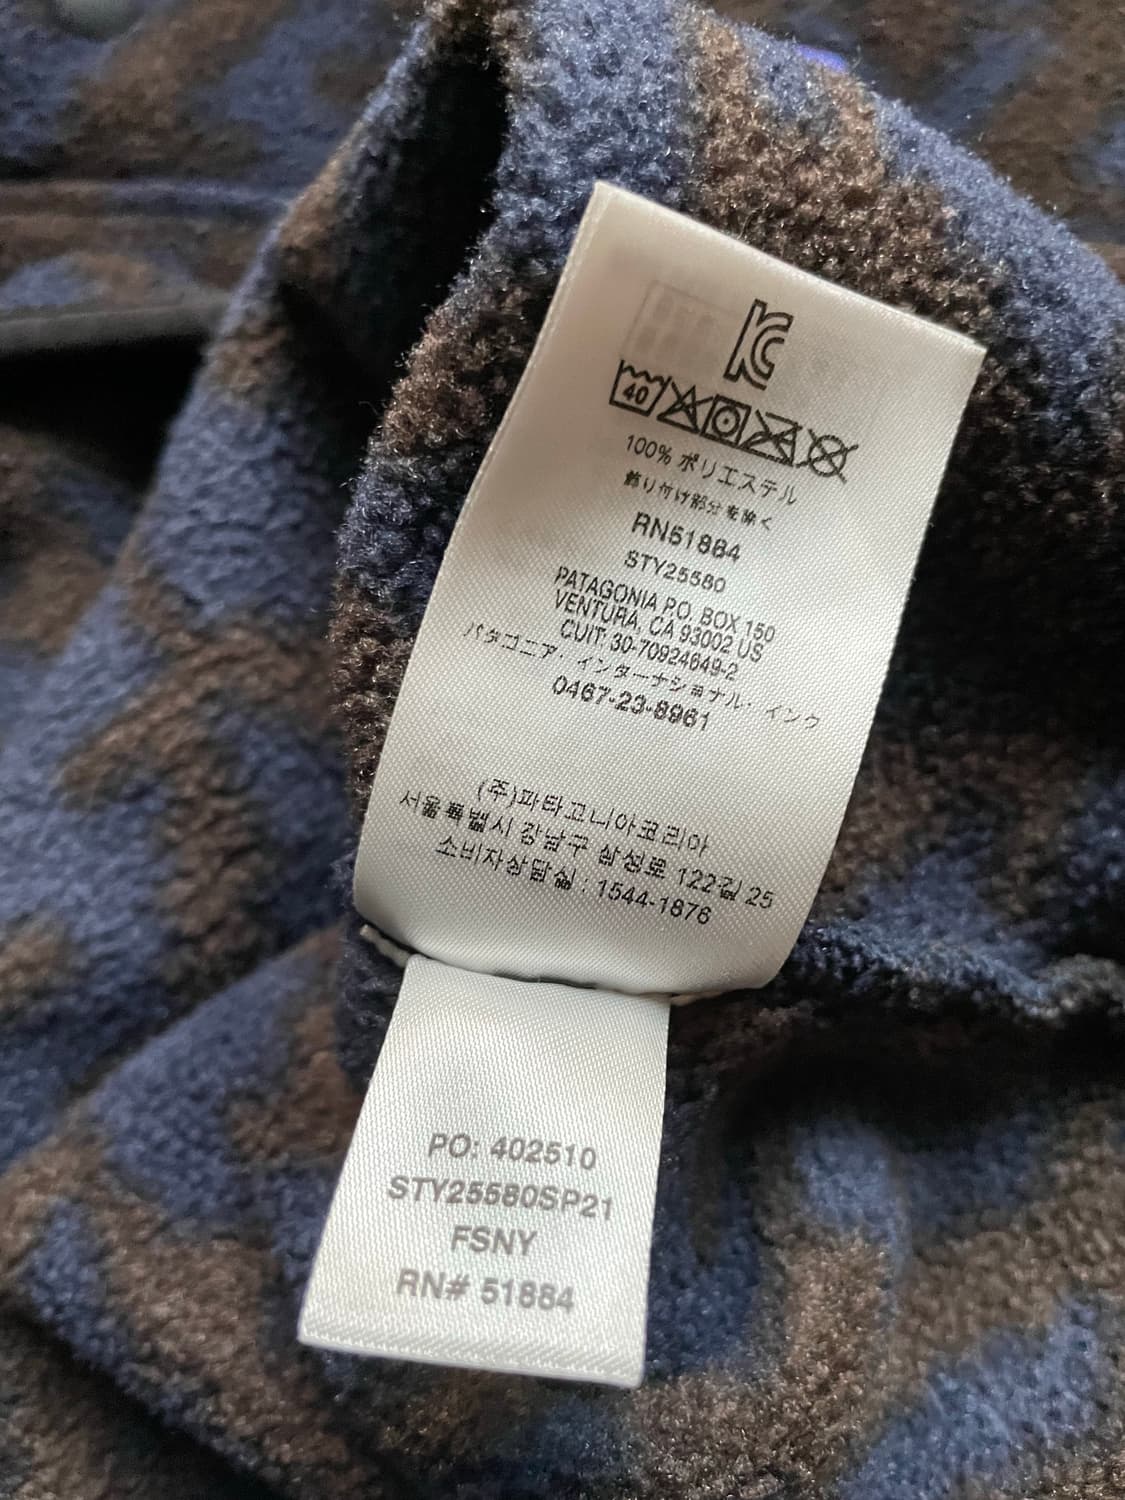 40
100% ポリエステル
飾り付け部分を除く
RN51884
STY25580
PATAGONIA P.O. BOX 150
VENTURA, CA 93002 US
CUIT 30-70924649-2
パタゴニア・インターナショナル・インク
0467-23-8961
(주)파타고니아코리아
서울특별시 강남구 삼성로 122길 25
소비자상담실 : 1544-1876
PO: 402510
STY25580SP21
FSNY
RN# 51884